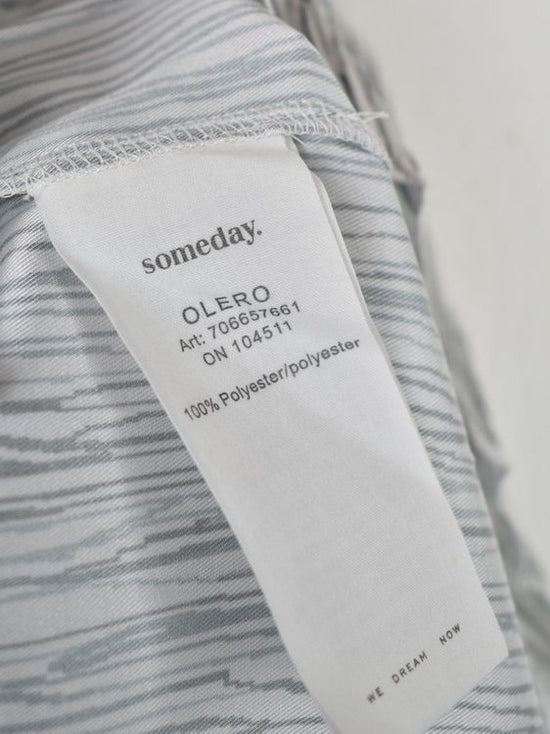 someday.
OLERO
Art: 706657661
ON 104511
100% Polyester/polyester
WE DREAM NOW